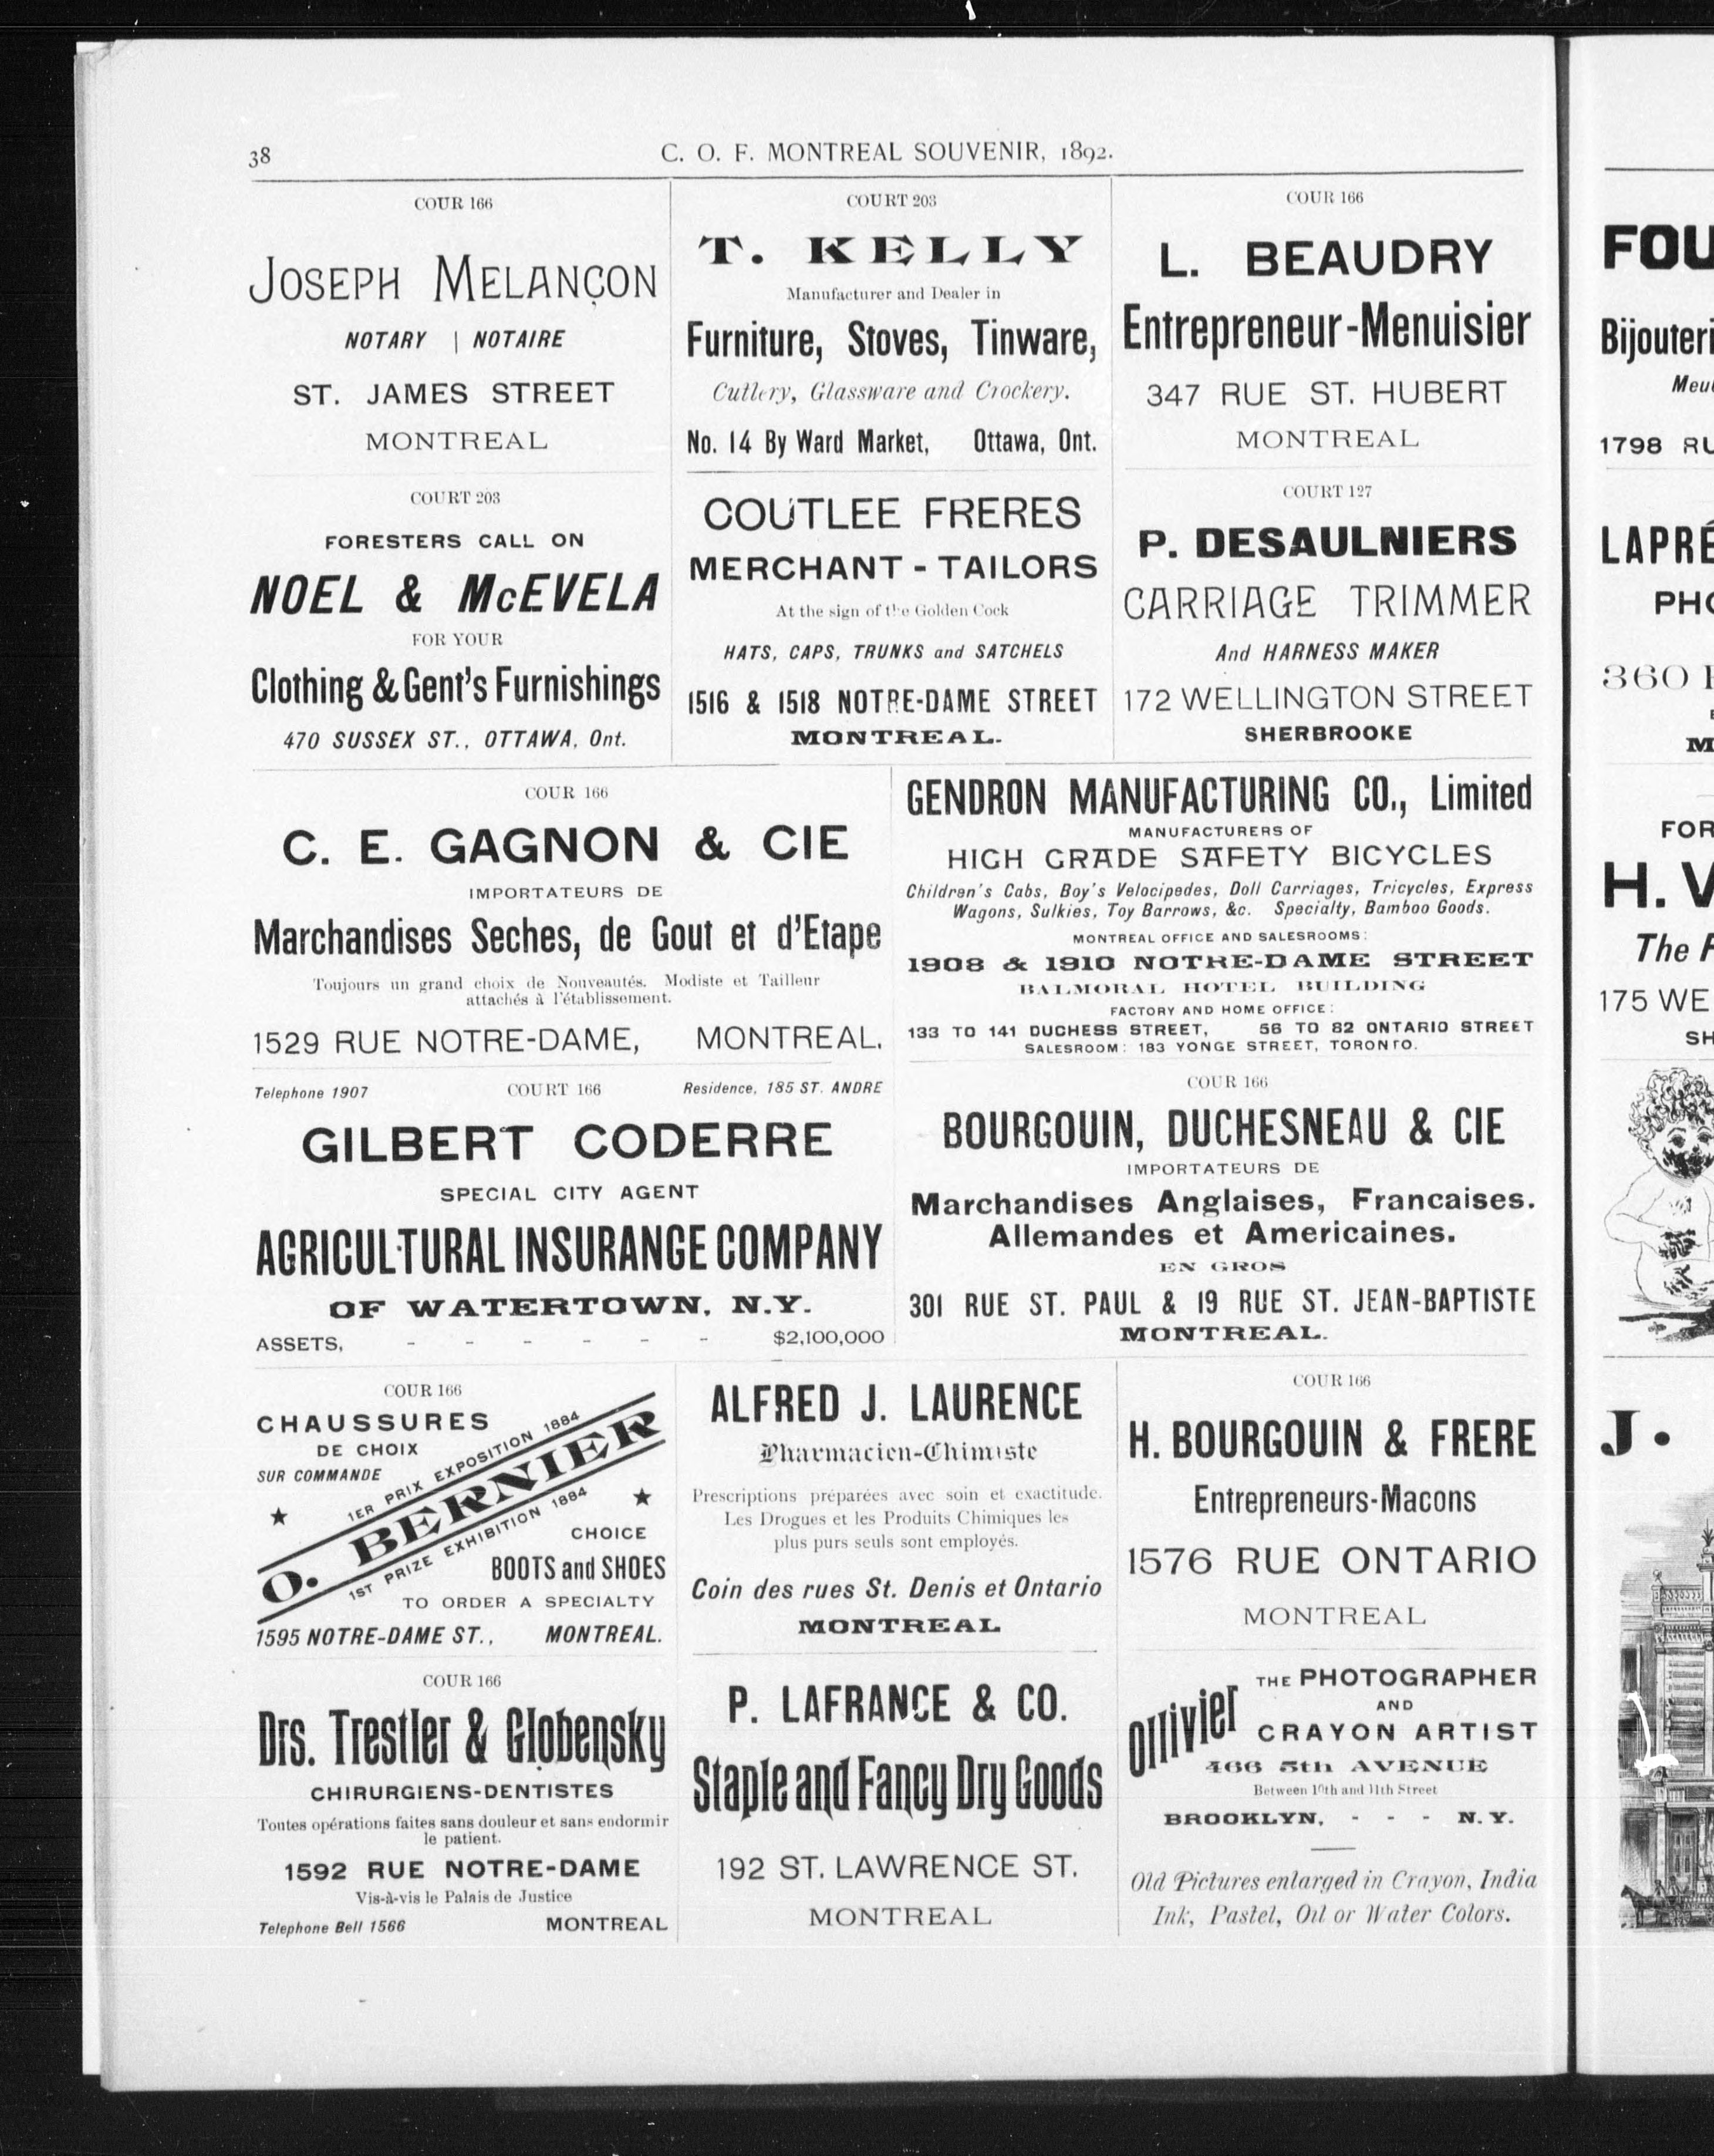 38
C. O. F. MONTREAL SOUVENIR, 1892.
COUR 166
JOSEPH MELANÇON
NOTARY | NOTAIRE
ST. JAMES STREET
MONTREAL
COURT 203
T. KELLY
Manufacturer and Dealer in
Furniture, Stoves, Tinware,
Cutlery, Glassware and Crockery.
No. 14 By Ward Market, Ottawa, Ont.
COUR 166
L. BEAUDRY
Entrepreneur-Menuisier
347 RUE ST. HUBERT
MONTREAL
COURT 203
FORESTERS CALL ON
NOEL & McEVELA
FOR YOUR
Clothing & Gent's Furnishings
470 SUSSEX ST., OTTAWA, Ont.
COUTLEE FRERES
MERCHANT - TAILORS
At the sign of the Golden Cock
HATS, CAPS, TRUNKS and SATCHELS
1516 & 1518 NOTRE-DAME STREET
MONTREAL.
COURT 127
P. DESAULNIERS
CARRIAGE TRIMMER
And HARNESS MAKER
172 WELLINGTON STREET
SHERBROOKE
COUR 166
C. E. GAGNON & CIE
IMPORTATEURS DE
Marchandises Seches, de Gout et d'Etape
Toujours un grand choix de Nouveautés. Modiste et Tailleur
attachés à l'établissement.
1529 RUE NOTRE-DAME, MONTREAL.
GENDRON MANUFACTURING CO., Limited
MANUFACTURERS OF
HIGH GRADE SAFETY BICYCLES
Children's Cabs, Boy's Velocipedes, Doll Carriages, Tricycles, Express
Wagons, Sulkies, Toy Barrows, &c. Specialty, Bamboo Goods.
MONTREAL OFFICE AND SALESROOMS:
1908 & 1910 NOTRE-DAME STREET
BALMORAL HOTEL BUILDING
FACTORY AND HOME OFFICE:
133 TO 141 DUCHESS STREET, 56 TO 82 ONTARIO STREET
SALESROOM: 183 YONGE STREET, TORONTO.
Telephone 1907 COURT 166 Residence, 185 ST. ANDRE
GILBERT CODERRE
SPECIAL CITY AGENT
AGRICULTURAL INSURANGE COMPANY
OF WATERTOWN, N.Y.
ASSETS, - - - - - - $2,100,000
COUR 166
BOURGOUIN, DUCHESNEAU & CIE
IMPORTATEURS DE
Marchandises Anglaises, Francaises.
Allemandes et Americaines.
EN GROS
301 RUE ST. PAUL & 19 RUE ST. JEAN-BAPTISTE
MONTREAL.
COUR 166
CHAUSSURES
DE CHOIX
SUR COMMANDE
1ER PRIX EXPOSITION 1884
O. BERNIER
1ST PRIZE EXHIBITION 1884
CHOICE
BOOTS and SHOES
TO ORDER A SPECIALTY
1595 NOTRE-DAME ST., MONTREAL.
ALFRED J. LAURENCE
Pharmacien-Chimiste
Prescriptions préparées avec soin et exactitude.
Les Drogues et les Produits Chimiques les
plus purs seuls sont employés.
Coin des rues St. Denis et Ontario
MONTREAL
COUR 166
H. BOURGOUIN & FRERE
Entrepreneurs-Macons
1576 RUE ONTARIO
MONTREAL
COUR 166
Drs. Trestler & Globensky
CHIRURGIENS-DENTISTES
Toutes opérations faites sans douleur et sans endormir
le patient.
1592 RUE NOTRE-DAME
Vis-à-vis le Palais de Justice
Telephone Bell 1566 MONTREAL
P. LAFRANCE & CO.
Staple and Fancy Dry Goods
192 ST. LAWRENCE ST.
MONTREAL
Ollivier
THE PHOTOGRAPHER
AND
CRAYON ARTIST
466 5th AVENUE
Between 10th and 11th Street
BROOKLYN, - - - N.Y.
Old Pictures enlarged in Crayon, India
Ink, Pastel, Oil or Water Colors.
FOU
Bijouteri
Meu
1798 RU
LAPRÉ
PHO
360
M
FOR
H. V
The F
175 WE
SH
J.